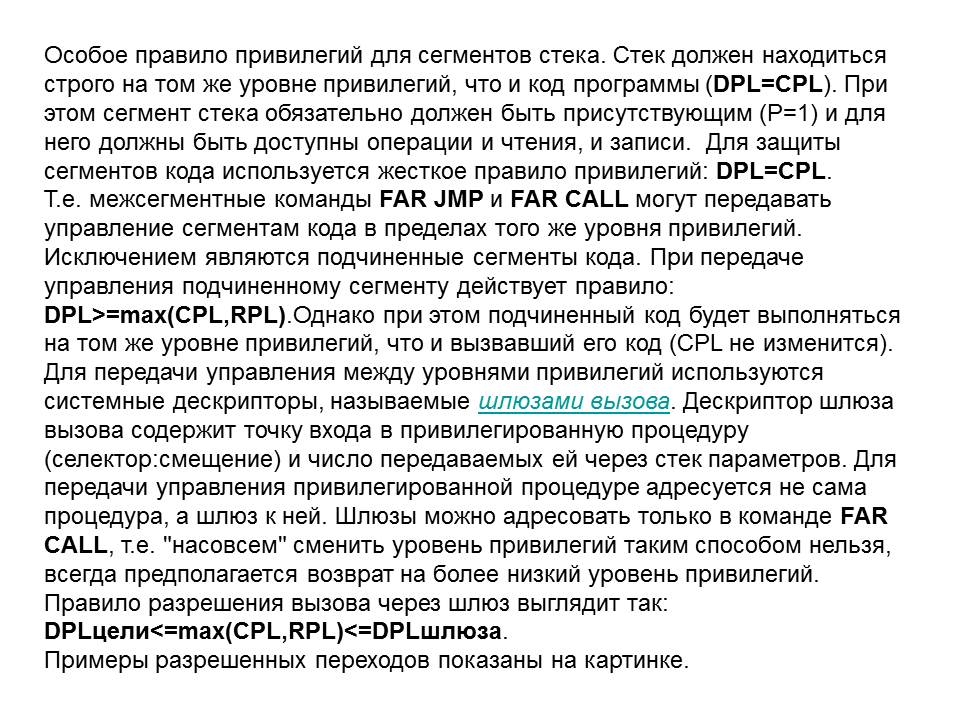 Особое правило привилегий для сегментов стека. Стек должен находиться
строго на том же уровне привилегий, что и код программы (DPL=CPL). При
этом сегмент стека обязательно должен быть присутствующим (P=1) и для
него должны быть доступны операции и чтения, и записи.  Для защиты
сегментов кода используется жесткое правило привилегий: DPL=CPL.
Т.е. межсегментные команды FAR JMP и FAR CALL могут передавать
управление сегментам кода в пределах того же уровня привилегий.
Исключением являются подчиненные сегменты кода. При передаче
управления подчиненному сегменту действует правило:
DPL>=max(CPL,RPL).Однако при этом подчиненный код будет выполняться
на том же уровне привилегий, что и вызвавший его код (CPL не изменится).
Для передачи управления между уровнями привилегий используются
системные дескрипторы, называемые шлюзами вызова. Дескриптор шлюза
вызова содержит точку входа в привилегированную процедуру
(селектор:смещение) и число передаваемых ей через стек параметров. Для
передачи управления привилегированной процедуре адресуется не сама
процедура, а шлюз к ней. Шлюзы можно адресовать только в команде FAR
CALL, т.е. "насовсем" сменить уровень привилегий таким способом нельзя,
всегда предполагается возврат на более низкий уровень привилегий.
Правило разрешения вызова через шлюз выглядит так:
DPLцели<=max(CPL,RPL)<=DPLшлюза.
Примеры разрешенных переходов показаны на картинке.